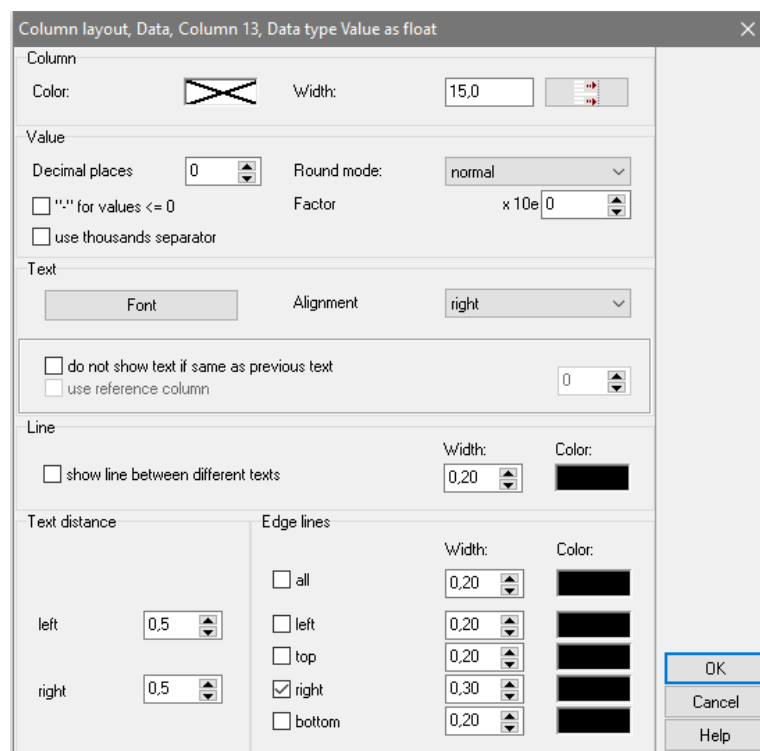 Column layout, Data, Column 13, Data type Value as float
Column
Color: Width: 15,0
Value
Decimal places 0 Round mode: normal
"-" for values <= 0 Factor x 10e 0
use thousands separator
Text
Font Alignment right
do not show text if same as previous text
use reference column 0
Line
Width: Color:
show line between different texts 0,20
Text distance Edge lines
Width: Color:
all 0,20
left 0,5 left 0,20
top 0,20
right 0,5 right 0,30
bottom 0,20
OK
Cancel
Help